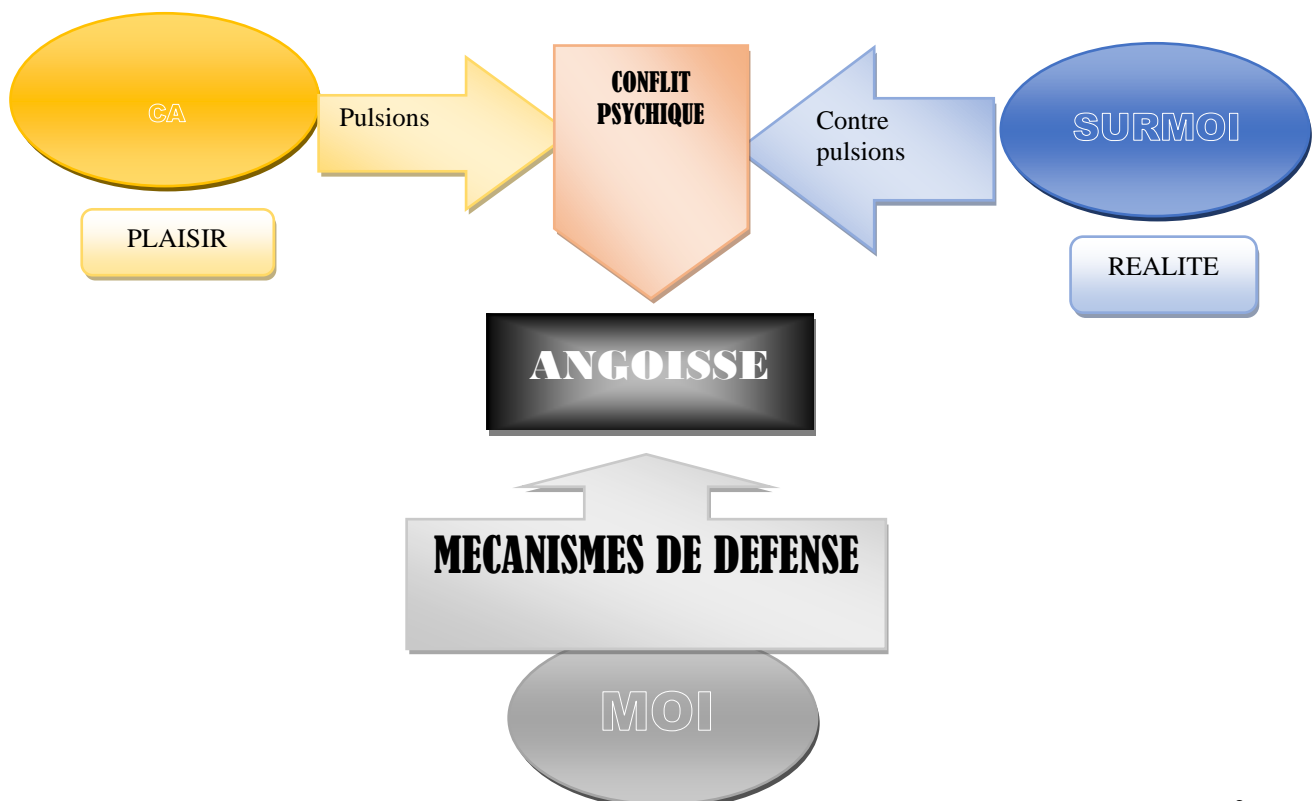 CA
Pulsions
CONFLIT
PSYCHIQUE
Contre
pulsions
SURMOI
PLAISIR
REALITE
ANGOISSE
MECANISMES DE DEFENSE
MOI